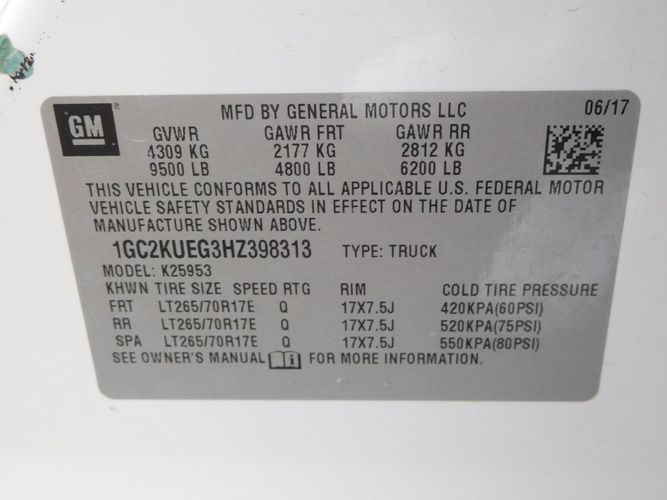 GM
MFD BY GENERAL MOTORS LLC 06/17
GVWR GAWR FRT GAWR RR
4309 KG 2177 KG 2812 KG
9500 LB 4800 LB 6200 LB
THIS VEHICLE CONFORMS TO ALL APPLICABLE U.S. FEDERAL MOTOR
VEHICLE SAFETY STANDARDS IN EFFECT ON THE DATE OF
MANUFACTURE SHOWN ABOVE.
1GC2KUEG3HZ398313 TYPE: TRUCK
MODEL: K25953
KHWN TIRE SIZE SPEED RTG RIM COLD TIRE PRESSURE
FRT LT265/70R17E Q 17X7.5J 420KPA(60PSI)
RR LT265/70R17E Q 17X7.5J 520KPA(75PSI)
SPA LT265/70R17E Q 17X7.5J 550KPA(80PSI)
SEE OWNER'S MANUAL i FOR MORE INFORMATION.